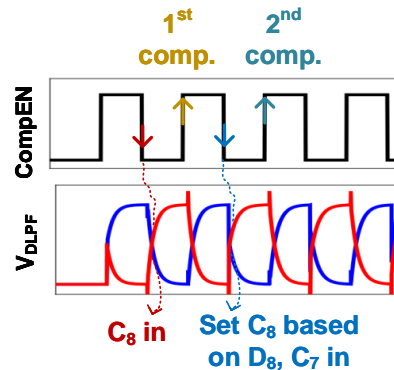 1st 2nd
comp. comp.
CompEN
VDLPF
C8 in
Set C8 based
on D8, C7 in